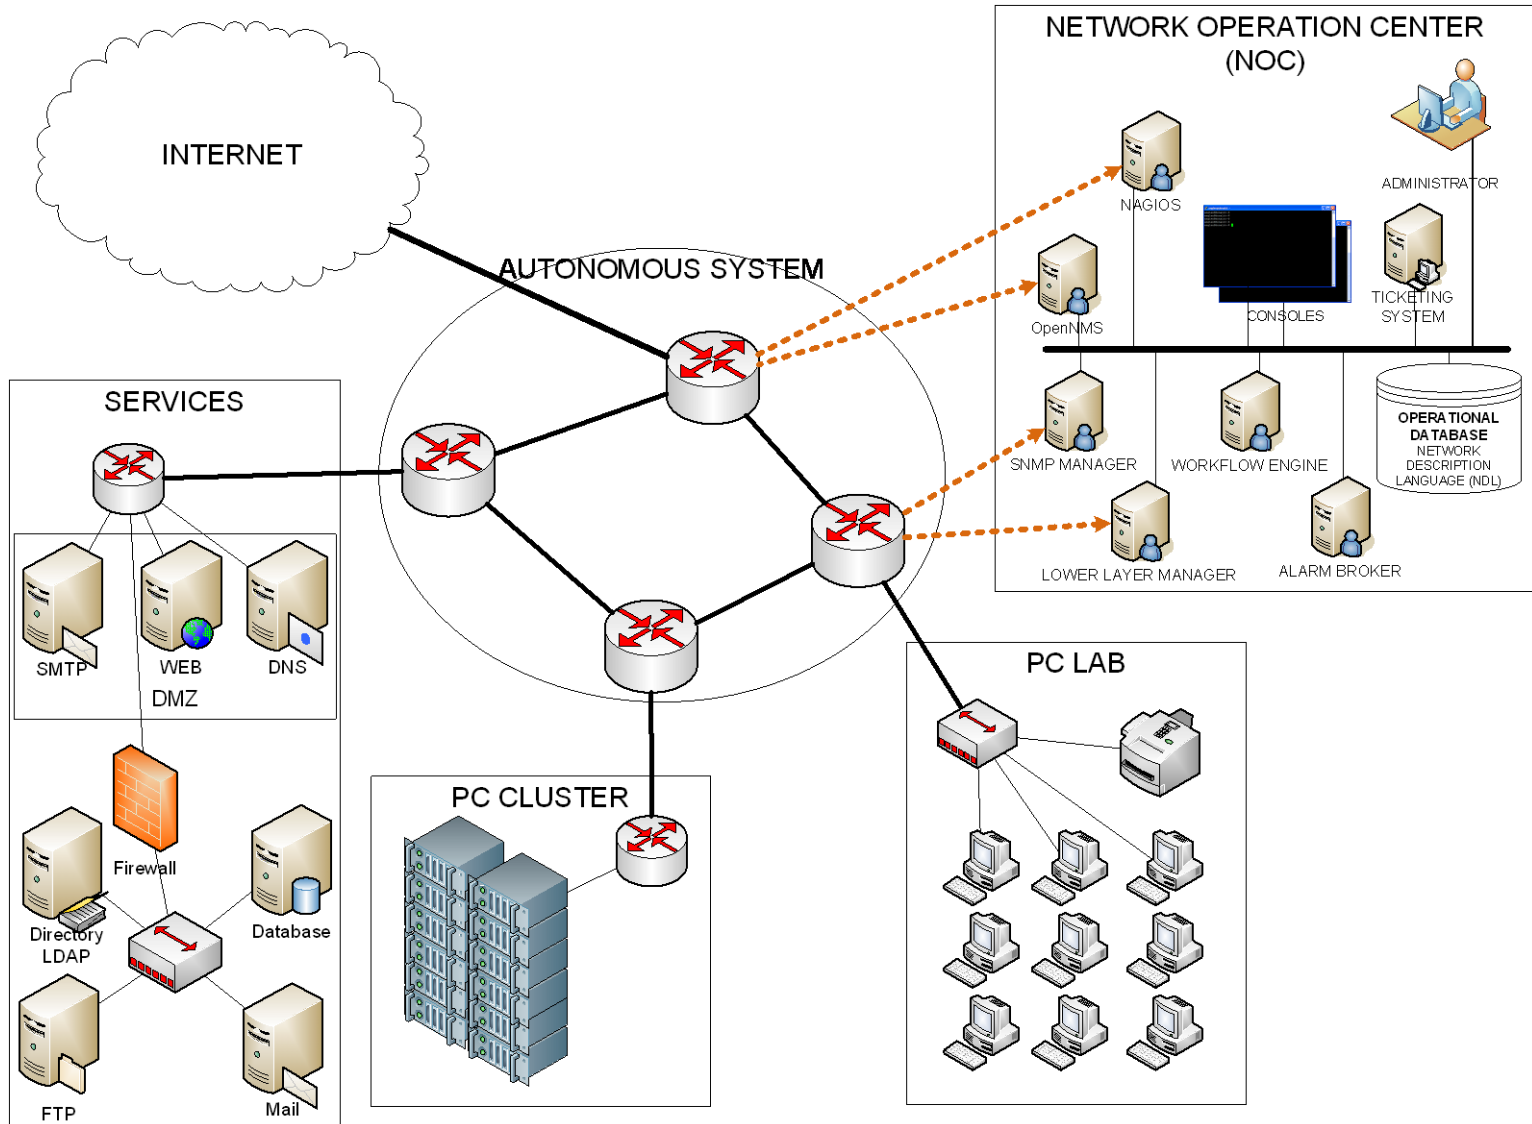 NETWORK OPERATION CENTER
(NOC)
INTERNET
ADMINISTRATOR
NAGIOS
AUTONOMOUS SYSTEM
OpenNMS
CONSOLES
TICKETING
SYSTEM
SERVICES
OPERATIONAL
DATABASE
NETWORK
DESCRIPTION
LANGUAGE (NDL)
SNMP MANAGER
WORKFLOW ENGINE
LOWER LAYER MANAGER
ALARM BROKER
SMTP
WEB
DNS
DMZ
PC LAB
PC CLUSTER
Firewall
Directory
LDAP
Database
FTP
Mail